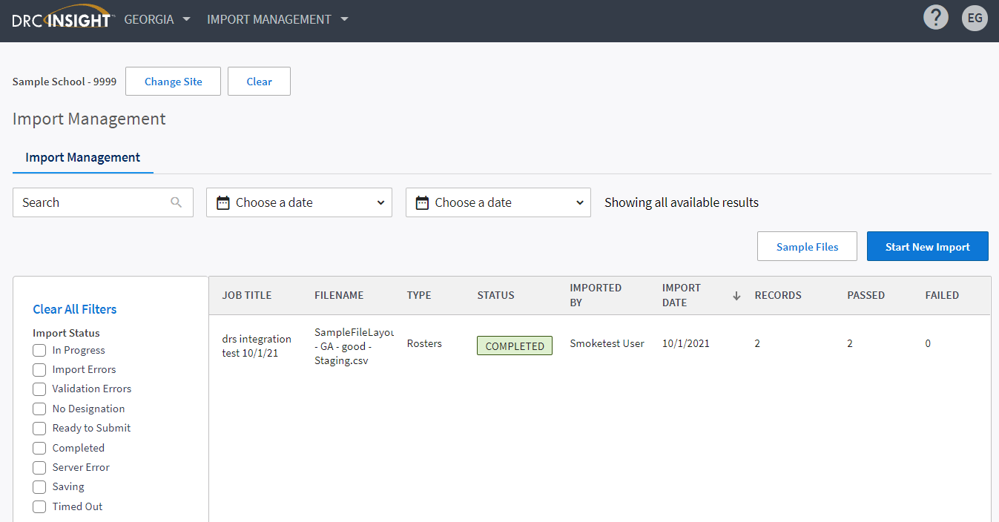 DRC INSIGHT™ GEORGIA IMPORT MANAGEMENT ? EG
Sample School - 9999 Change Site Clear
Import Management
Import Management
Search Choose a date Choose a date Showing all available results
Sample Files Start New Import
JOB TITLE FILENAME TYPE STATUS IMPORTED BY IMPORT DATE RECORDS PASSED FAILED
drs integration
test 10/1/21
SampleFileLayou
- GA - good -
Staging.csv
Rosters COMPLETED Smoketest User 10/1/2021 2 2 0
Clear All Filters
Import Status
In Progress
Import Errors
Validation Errors
No Designation
Ready to Submit
Completed
Server Error
Saving
Timed Out